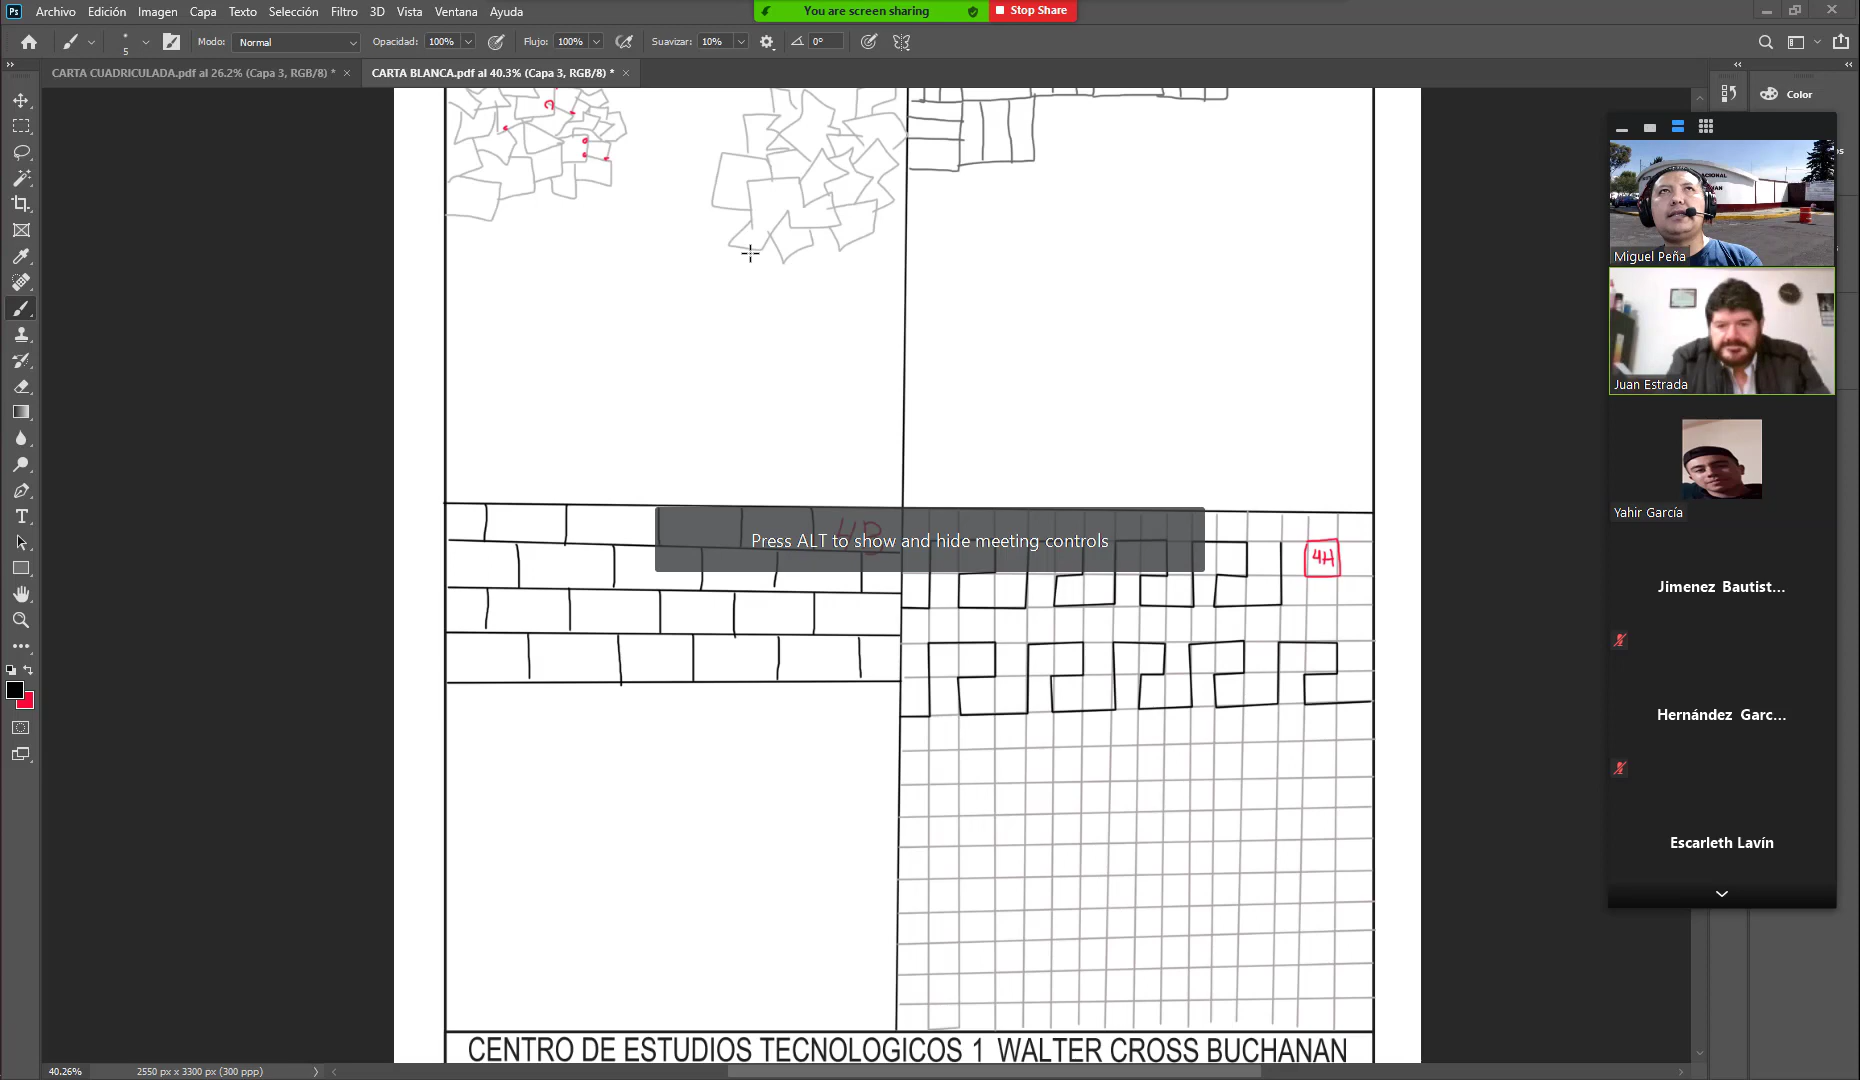 Ps Archivo Edición Imagen Capa Texto Selección Filtro 3D Vista Ventana Ayuda
You are screen sharing
Stop Share
5
Modo: Normal
Opacidad: 100%
Flujo: 100%
Suavizar: 10%
0°
CARTA CUADRICULADA.pdf al 26.2% (Capa 3, RGB/8) * ×
CARTA BLANCA.pdf al 40.3% (Capa 3, RGB/8) * ×
Color
Miguel Peña
Juan Estrada
Yahir García
Jimenez Bautist...
Hernández Garc...
Escarleth Lavín
4B
Press ALT to show and hide meeting controls
4H
CENTRO DE ESTUDIOS TECNOLOGICOS 1 WALTER CROSS BUCHANAN
40.26%
2550 px x 3300 px (300 ppp)